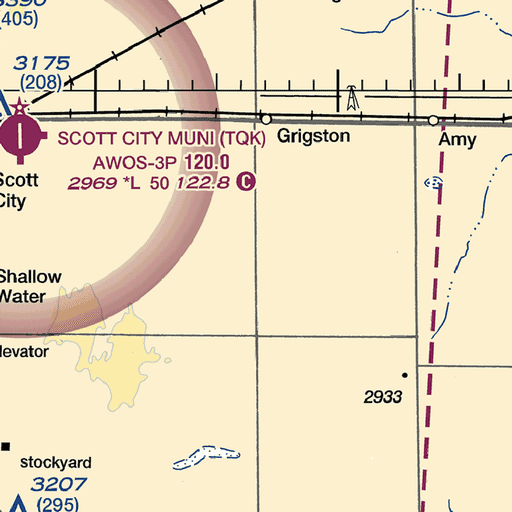 (405)
3175
(208)
SCOTT CITY MUNI (TQK)
AWOS-3P 120.0
2969 *L 50 122.8 C
Grigston
Amy
Scott
City
Shallow
Water
levator
2933
stockyard
3207
(295)